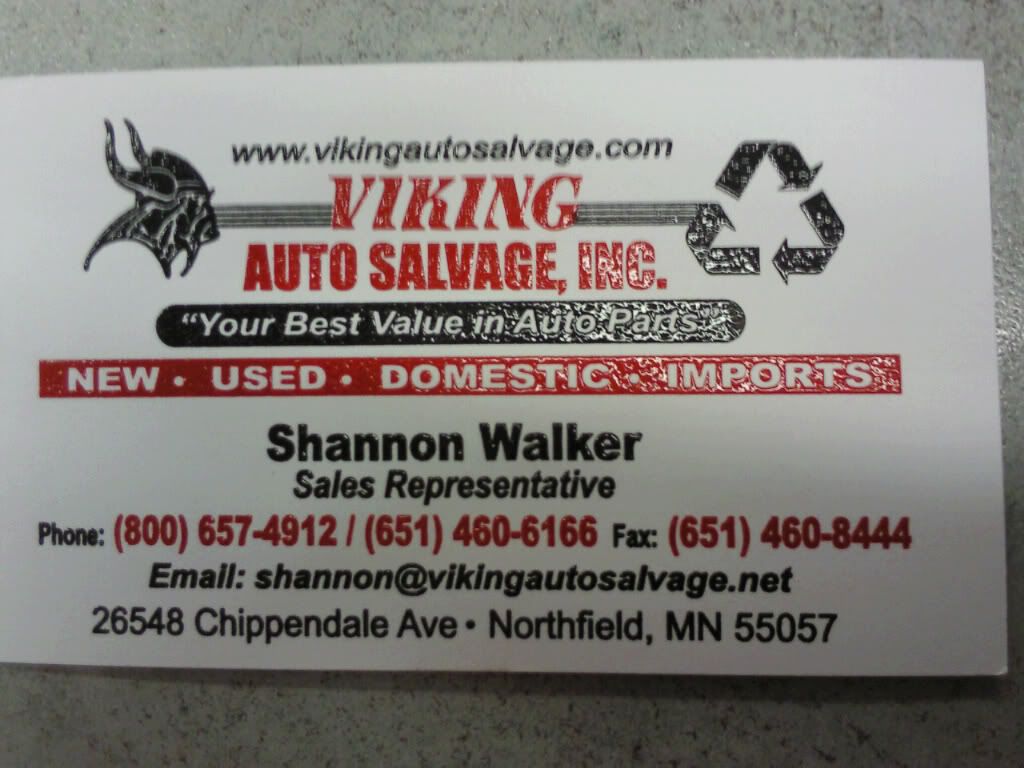 www.vikingautosalvage.com
VIKING
AUTO SALVAGE, INC.
"Your Best Value in Auto Parts"
NEW • USED • DOMESTIC • IMPORTS
Shannon Walker
Sales Representative
Phone: (800) 657-4912 / (651) 460-6166 Fax: (651) 460-8444
Email: shannon@vikingautosalvage.net
26548 Chippendale Ave • Northfield, MN 55057